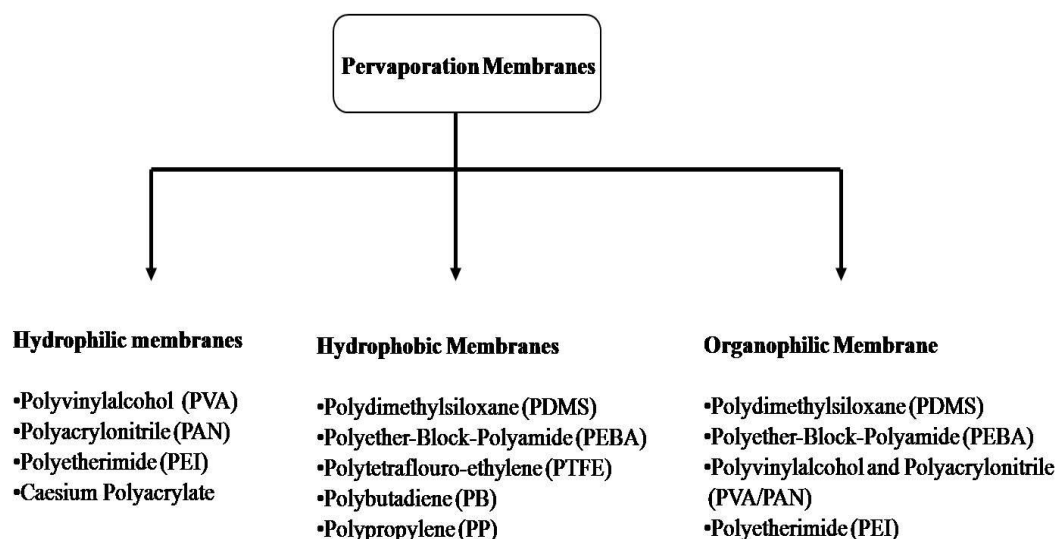 Pervaporation Membranes
Hydrophilic membranes
•Polyvinylalcohol (PVA)
•Polyacrylonitrile (PAN)
•Polyetherimide (PEI)
•Caesium Polyacrylate
Hydrophobic Membranes
•Polydimethylsiloxane (PDMS)
•Polyether-Block-Polyamide (PEBA)
•Polytetraflouro-ethylene (PTFE)
•Polybutadiene (PB)
•Polypropylene (PP)
Organophilic Membrane
•Polydimethylsiloxane (PDMS)
•Polyether-Block-Polyamide (PEBA)
•Polyvinylalcohol and Polyacrylonitrile
(PVA/PAN)
•Polyetherimide (PEI)